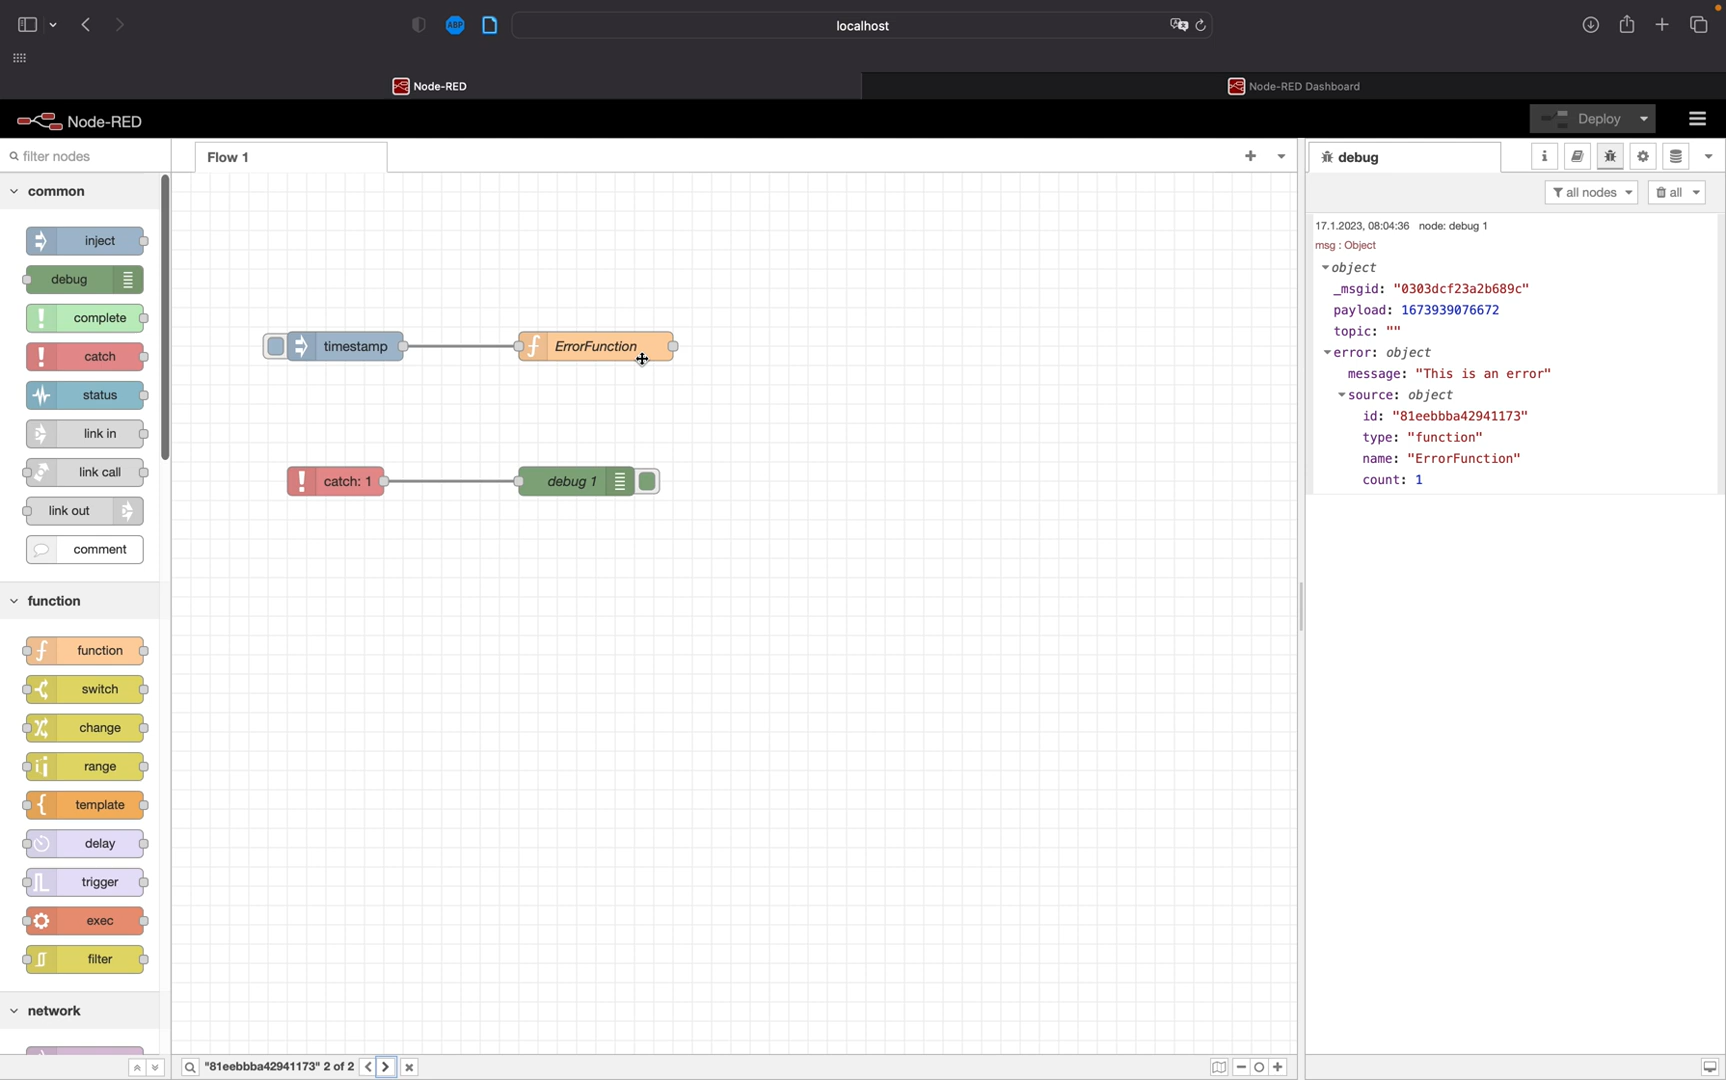 ABP
localhost
Node-RED
Node-RED Dashboard
Node-RED
Deploy
filter nodes
Flow 1
debug
all nodes
all
common
inject
debug
complete
catch
status
link in
link call
link out
comment
function
function
switch
change
range
template
delay
trigger
exec
filter
network
timestamp
ErrorFunction
catch: 1
debug 1
17.1.2023, 08:04:36 node: debug 1
msg : Object
object
_msgid: "0303dcf23a2b689c"
payload: 1673939076672
topic: ""
error: object
message: "This is an error"
source: object
id: "81eebbba42941173"
type: "function"
name: "ErrorFunction"
count: 1
"81eebbba42941173" 2 of 2